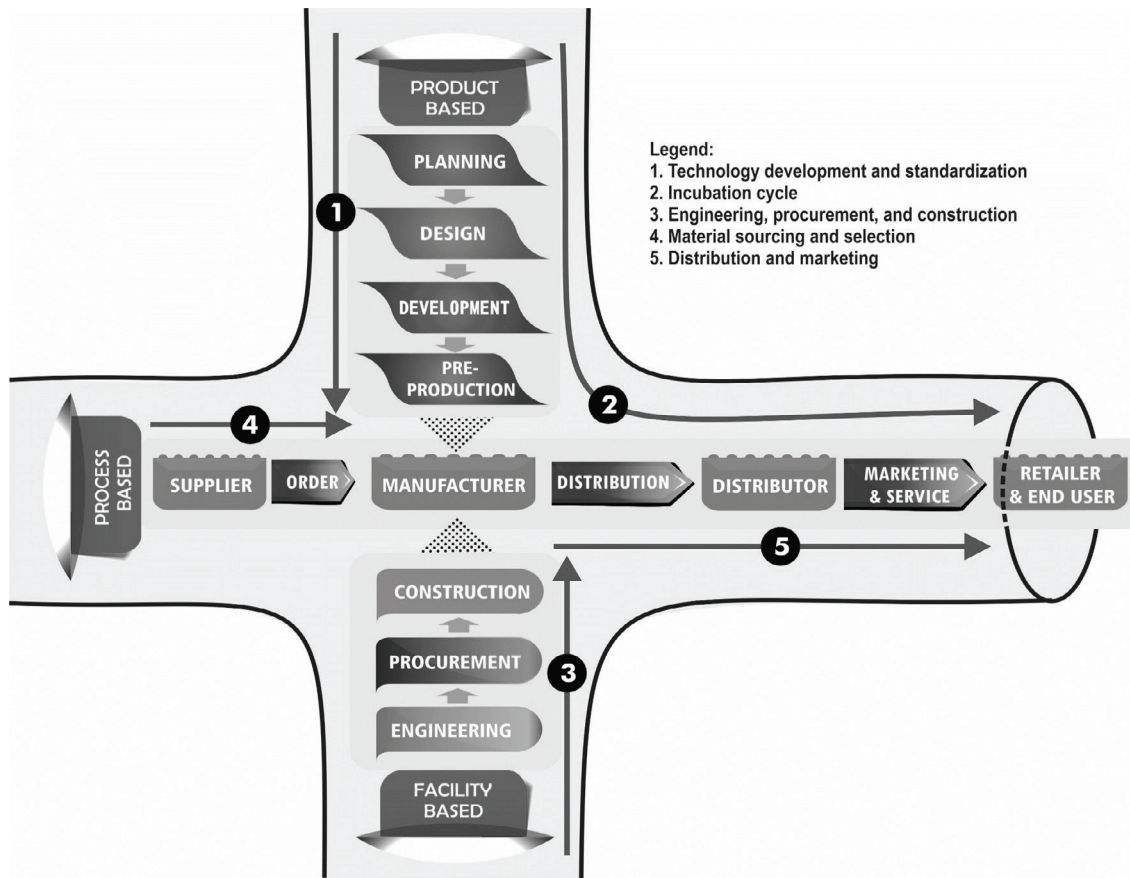 PRODUCT
BASED
PLANNING
DESIGN
DEVELOPMENT
PRE-
PRODUCTION
Legend:
1. Technology development and standardization
2. Incubation cycle
3. Engineering, procurement, and construction
4. Material sourcing and selection
5. Distribution and marketing
1
2
4
PROCESS
BASED
SUPPLIER
ORDER
MANUFACTURER
DISTRIBUTION
DISTRIBUTOR
MARKETING
& SERVICE
RETAILER
& END USER
5
CONSTRUCTION
PROCUREMENT
3
ENGINEERING
FACILITY
BASED